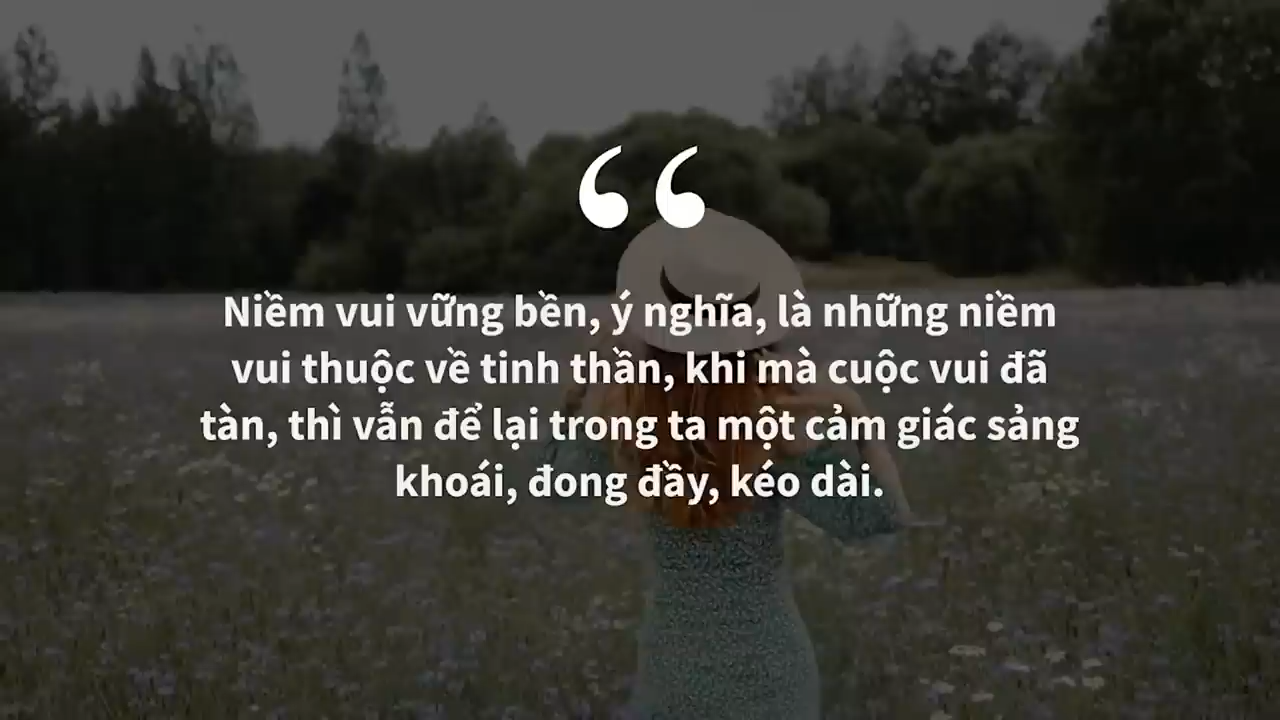 “
Niềm vui vững bền, ý nghĩa, là những niềm
vui thuộc về tinh thần, khi mà cuộc vui đã
tàn, thì vẫn để lại trong ta một cảm giác sảng
khoái, đong đầy, kéo dài.